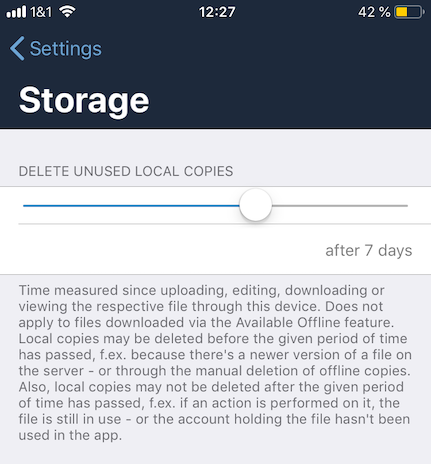 1&1 12:27 42 %
Settings
Storage
DELETE UNUSED LOCAL COPIES
after 7 days
Time measured since uploading, editing, downloading or
viewing the respective file through this device. Does not
apply to files downloaded via the Available Offline feature.
Local copies may be deleted before the given period of time
has passed, f.ex. because there's a newer version of a file on
the server - or through the manual deletion of offline copies.
Also, local copies may not be deleted after the given period
of time has passed, f.ex. if an action is performed on it, the
file is still in use - or the account holding the file hasn't been
used in the app.